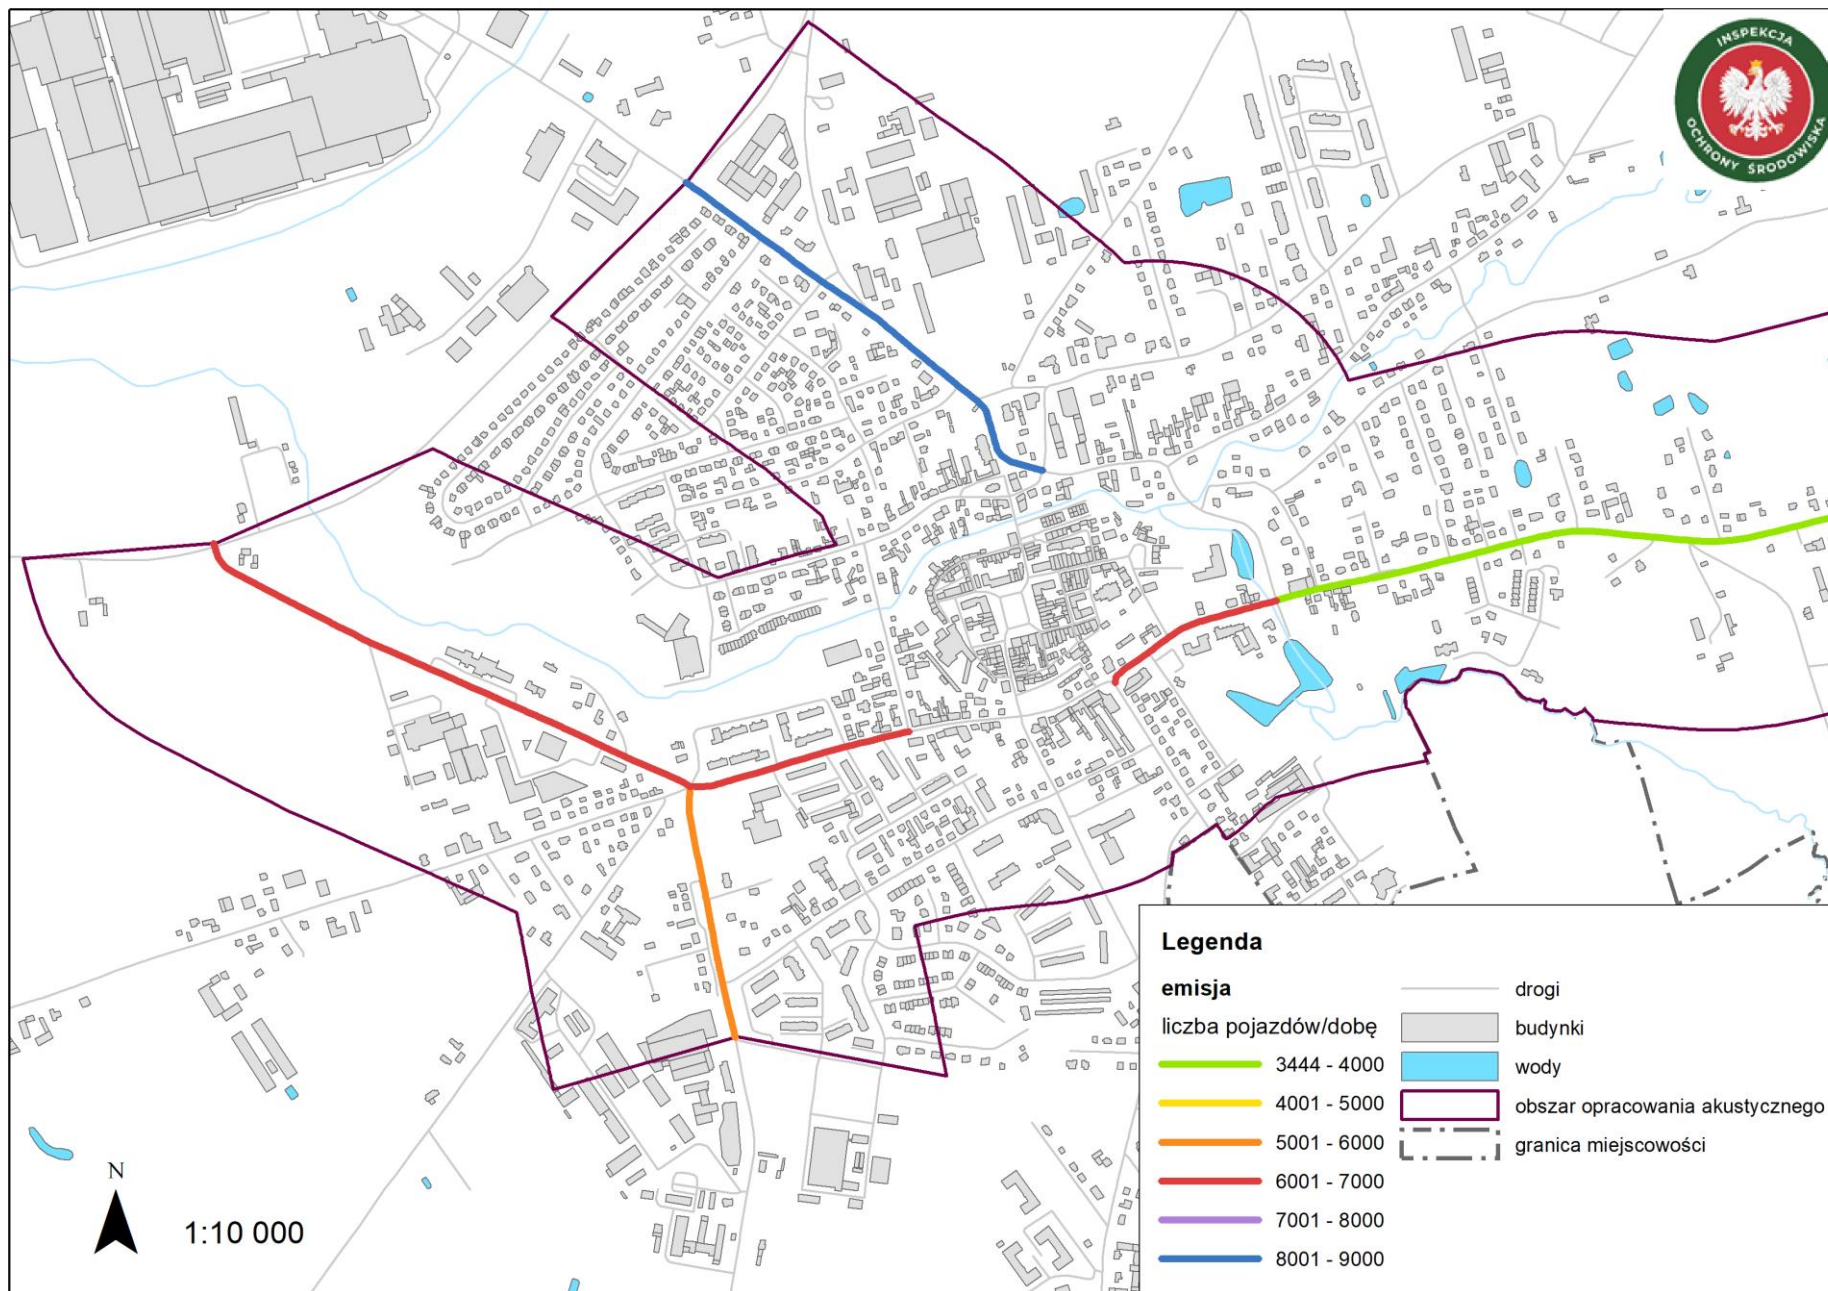 INSPEKCJA
OCHRONY ŚRODOWISKA
Legenda
emisja
liczba pojazdów/dobę
3444 - 4000
4001 - 5000
5001 - 6000
6001 - 7000
7001 - 8000
8001 - 9000
drogi
budynki
wody
obszar opracowania akustycznego
granica miejscowości
N
1:10 000